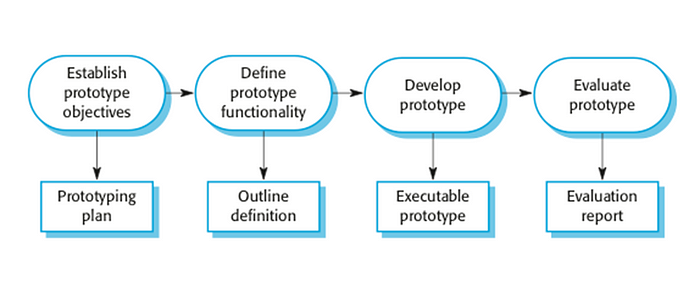 Establish
prototype
objectives
Define
prototype
functionality
Develop
prototype
Evaluate
prototype
Prototyping
plan
Outline
definition
Executable
prototype
Evaluation
report